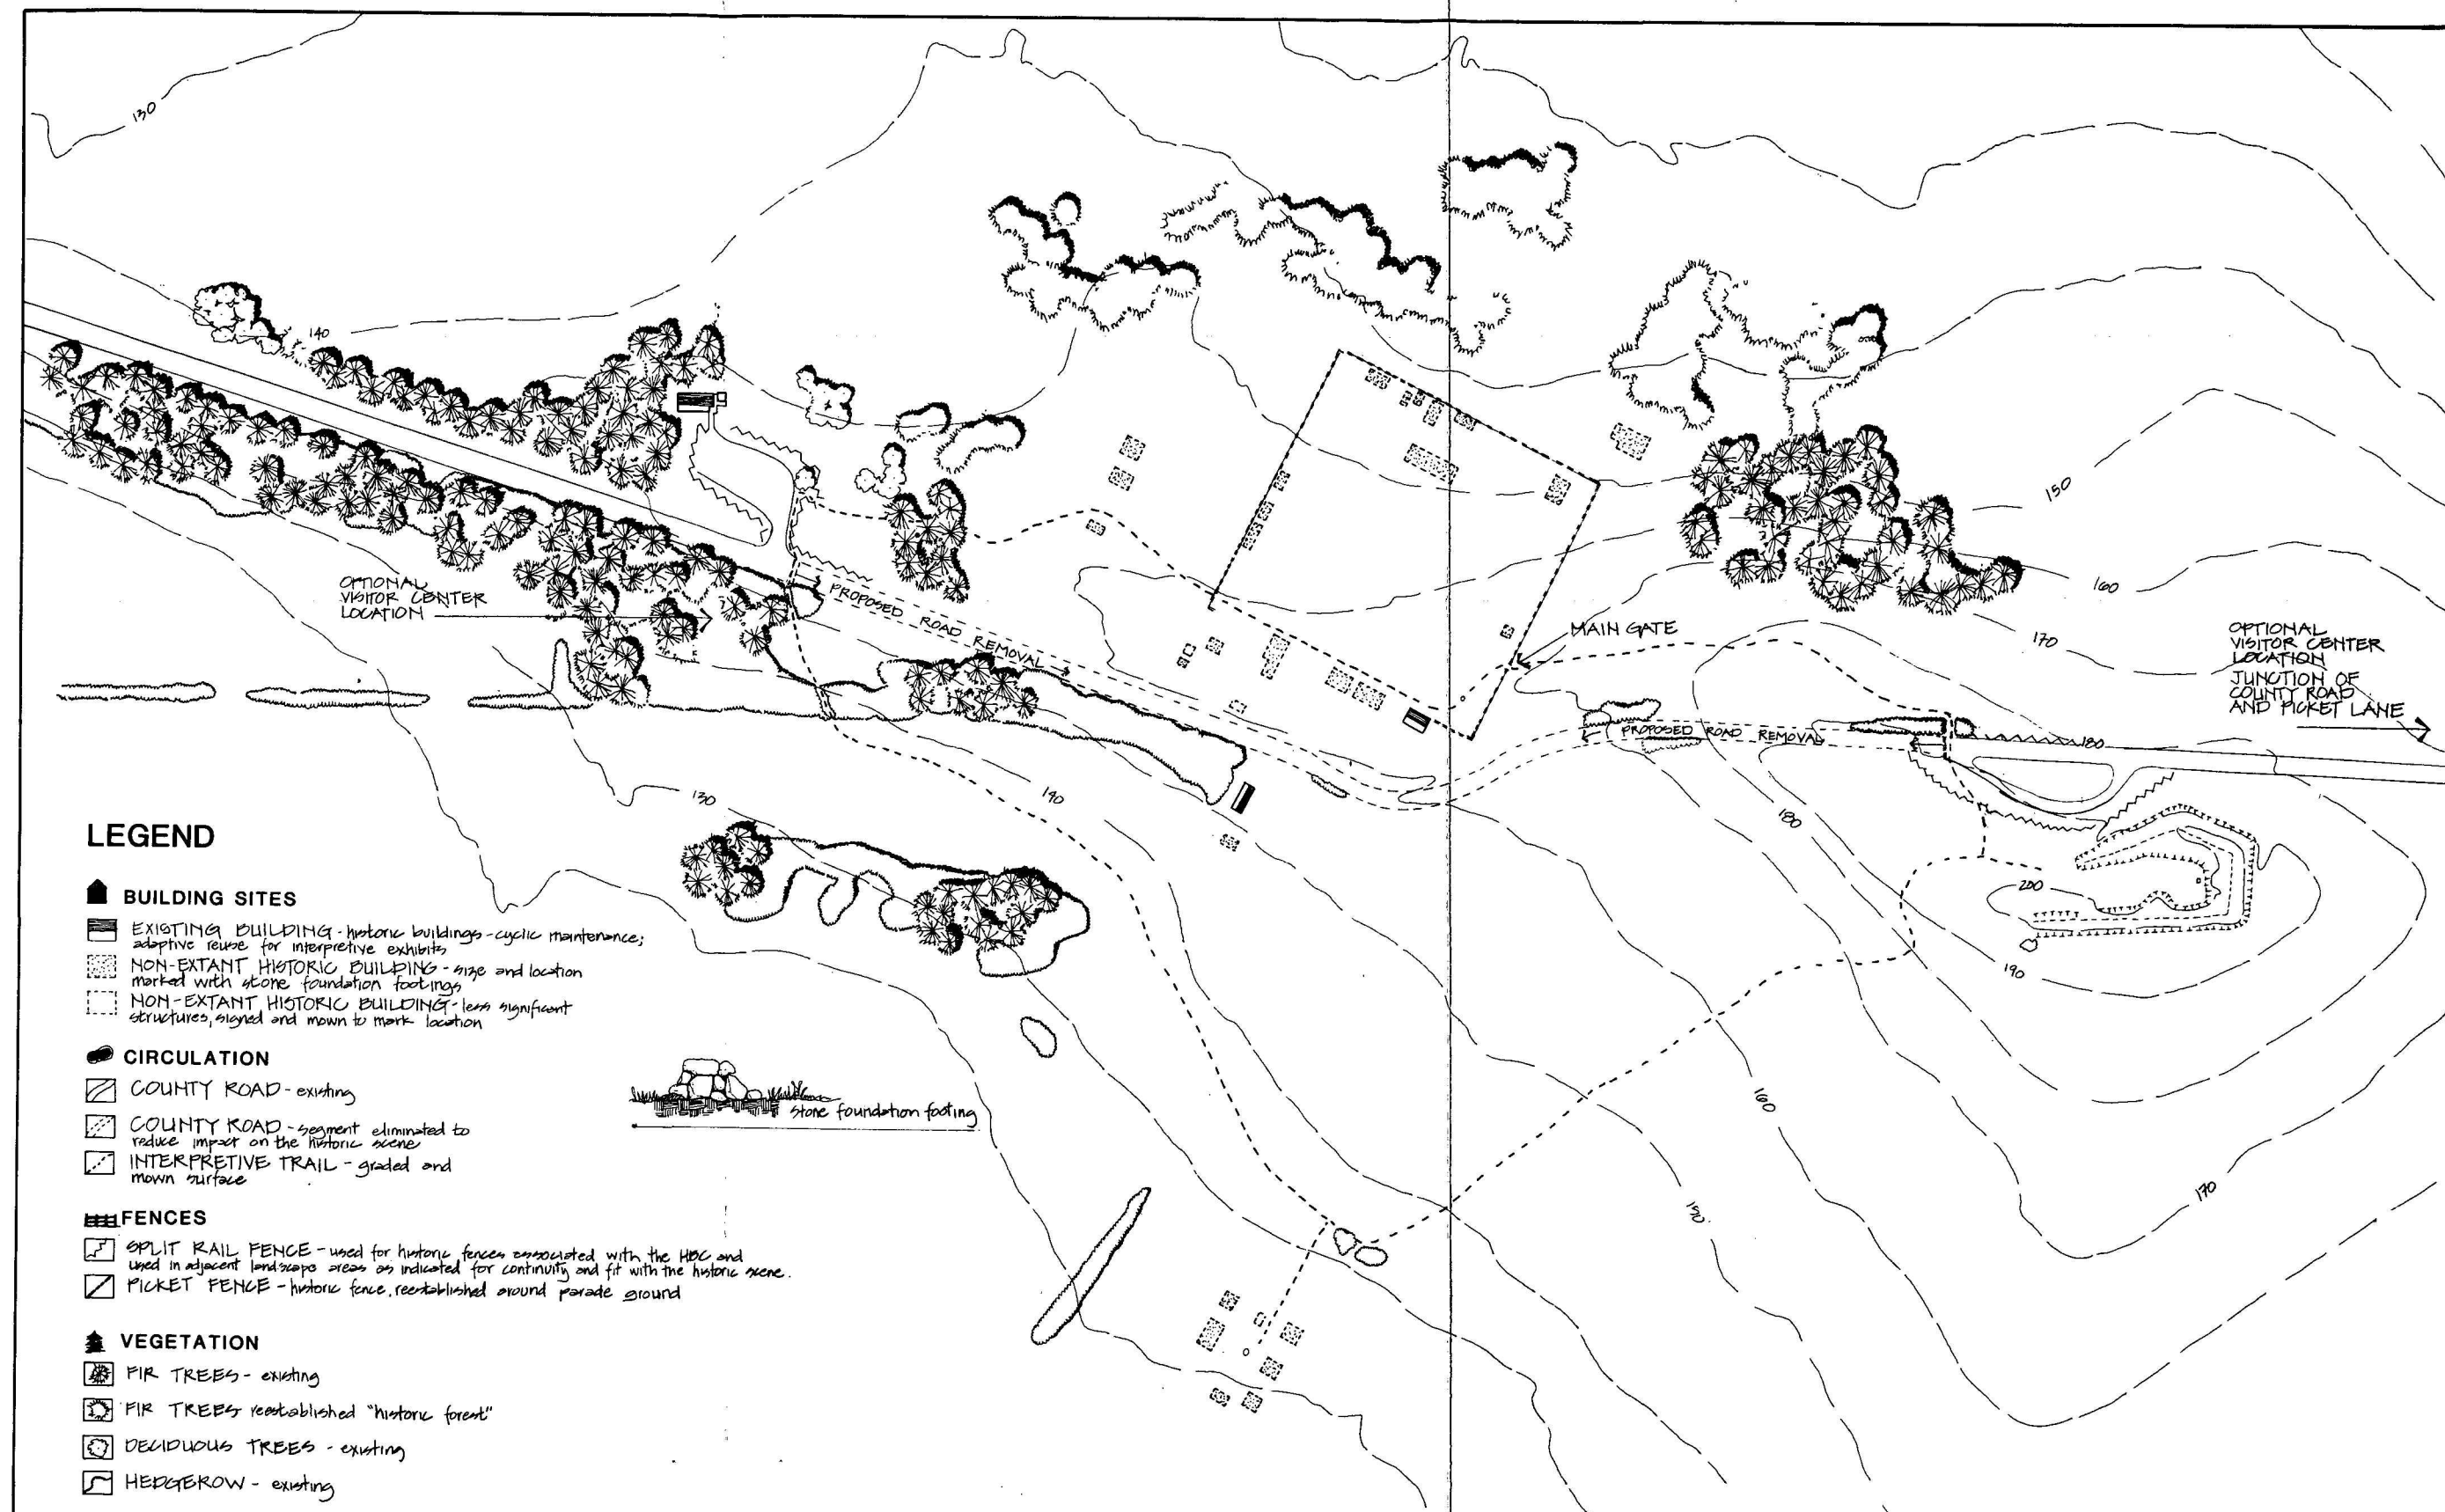 130
140
150
160
170
OPTIONAL
VISITOR CENTER
LOCATION
PROPOSED ROAD REMOVAL
MAIN GATE
OPTIONAL
VISITOR CENTER
LOCATION
JUNCTION OF
COUNTY ROAD
AND PICKET LANE
PROPOSED ROAD REMOVAL
180
130
140
180
200
190
160
150
170
LEGEND
BUILDING SITES
EXISTING BUILDING - historic buildings - cyclic maintenance;
adaptive reuse for interpretive exhibits
NON-EXTANT HISTORIC BUILDING - size and location
marked with stone foundation footings
NON-EXTANT HISTORIC BUILDING - less significant
structures, signed and mown to mark location
CIRCULATION
COUNTY ROAD - existing
COUNTY ROAD - segment eliminated to
reduce impact on the historic scene
INTERPRETIVE TRAIL - graded and
mown surface
stone foundation footing
FENCES
SPLIT RAIL FENCE - used for historic fences associated with the HBC and
used in adjacent landscape areas as indicated for continuity and fit with the historic scene.
PICKET FENCE - historic fence, reestablished around parade ground
VEGETATION
FIR TREES - existing
FIR TREES reestablished "historic forest"
DECIDUOUS TREES - existing
HEDGEROW - existing